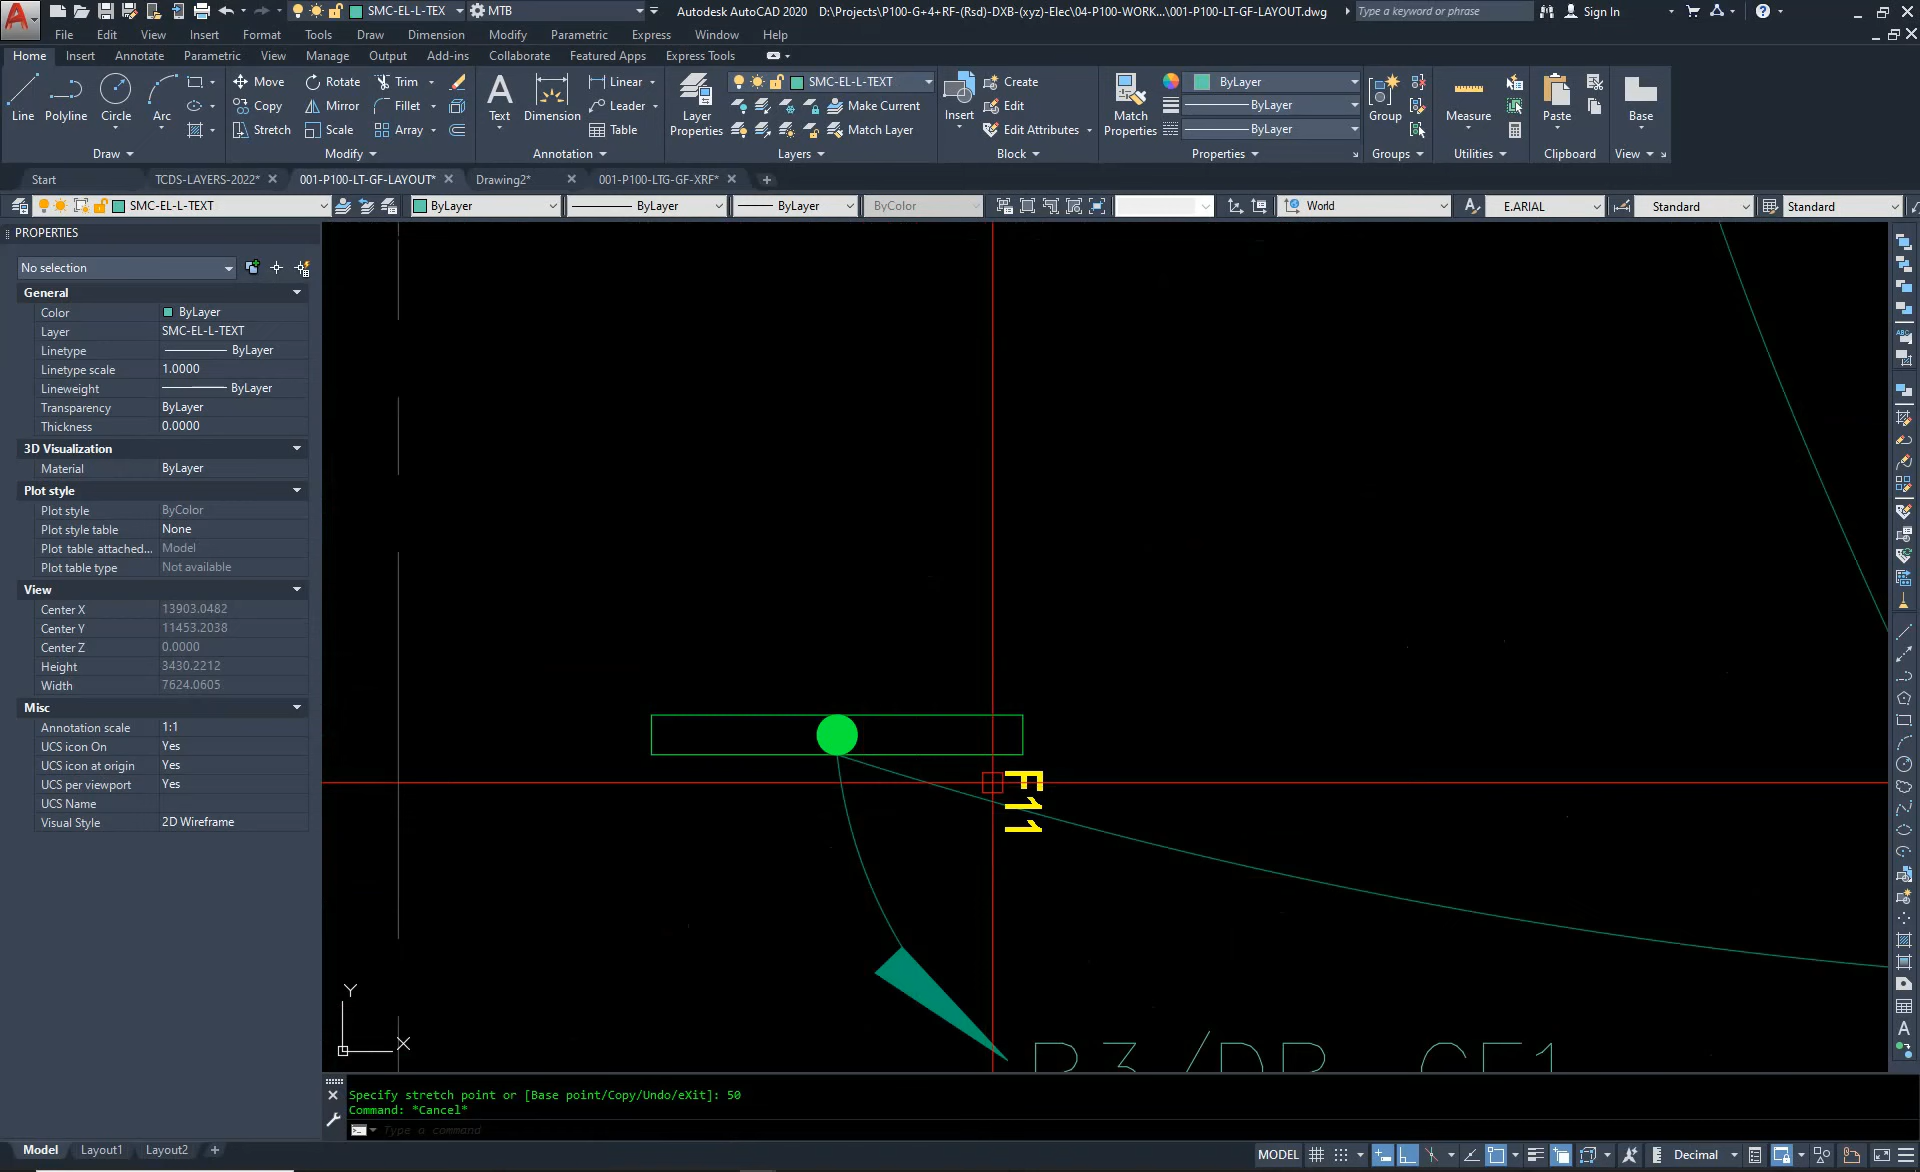 SMC-EL-L-TEX
MTB
Autodesk AutoCAD 2020 D:\Projects\P100-G+4+RF-(Rsd)-DXB-(xyz)-Elec\04-P100-WORK...\001-P100-LT-GF-LAYOUT.dwg
Type a keyword or phrase
Sign In
File Edit View Insert Format Tools Draw Dimension Modify Parametric Express Window Help
Home Insert Annotate Parametric View Manage Output Add-ins Collaborate Featured Apps Express Tools
Line Polyline Circle Arc
Move Rotate Trim
Copy Mirror Fillet
Stretch Scale Array
Text Dimension
Linear
Leader
Table
Layer Properties
SMC-EL-L-TEXT
Make Current
Match Layer
Insert
Create
Edit
Edit Attributes
Match Properties
ByLayer
ByLayer
ByLayer
Group
Measure
Paste
Base
Draw Modify Annotation Layers Block Properties Groups Utilities Clipboard View
Start TCDS-LAYERS-2022* 001-P100-LT-GF-LAYOUT* Drawing2* 001-P100-LTG-GF-XRF*
SMC-EL-L-TEXT ByLayer ByLayer ByLayer ByColor World E.ARIAL Standard Standard
PROPERTIES
No selection
General
Color ByLayer
Layer SMC-EL-L-TEXT
Linetype ByLayer
Linetype scale 1.0000
Lineweight ByLayer
Transparency ByLayer
Thickness 0.0000
3D Visualization
Material ByLayer
Plot style
Plot style ByColor
Plot style table None
Plot table attached... Model
Plot table type Not available
View
Center X 13903.0482
Center Y 11453.2038
Center Z 0.0000
Height 3430.2212
Width 7624.0605
Misc
Annotation scale 1:1
UCS icon On Yes
UCS icon at origin Yes
UCS per viewport Yes
UCS Name
Visual Style 2D Wireframe
F11
Y
X
Specify stretch point or [Base point/Copy/Undo/eXit]: 50
Command: *Cancel*
Type a command
Model Layout1 Layout2
MODEL
Decimal